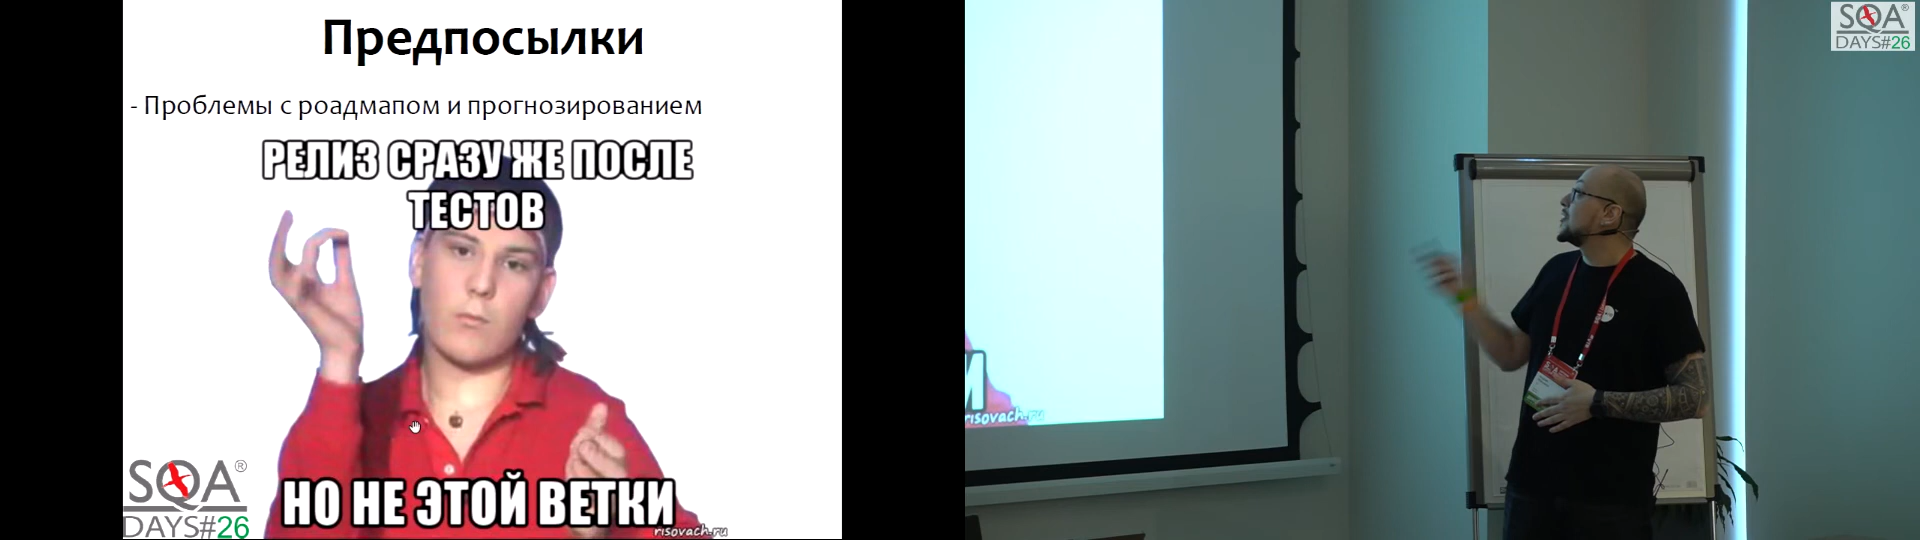 Предпосылки
- Проблемы с роадмапом и прогнозированием
РЕЛИЗ СРАЗУ ЖЕ ПОСЛЕ
ТЕСТОВ
НО НЕ ЭТОЙ ВЕТКИ
risovach.ru
SQA®
DAYS#26
И
risovach.ru
SQA
SQA®
DAYS#26